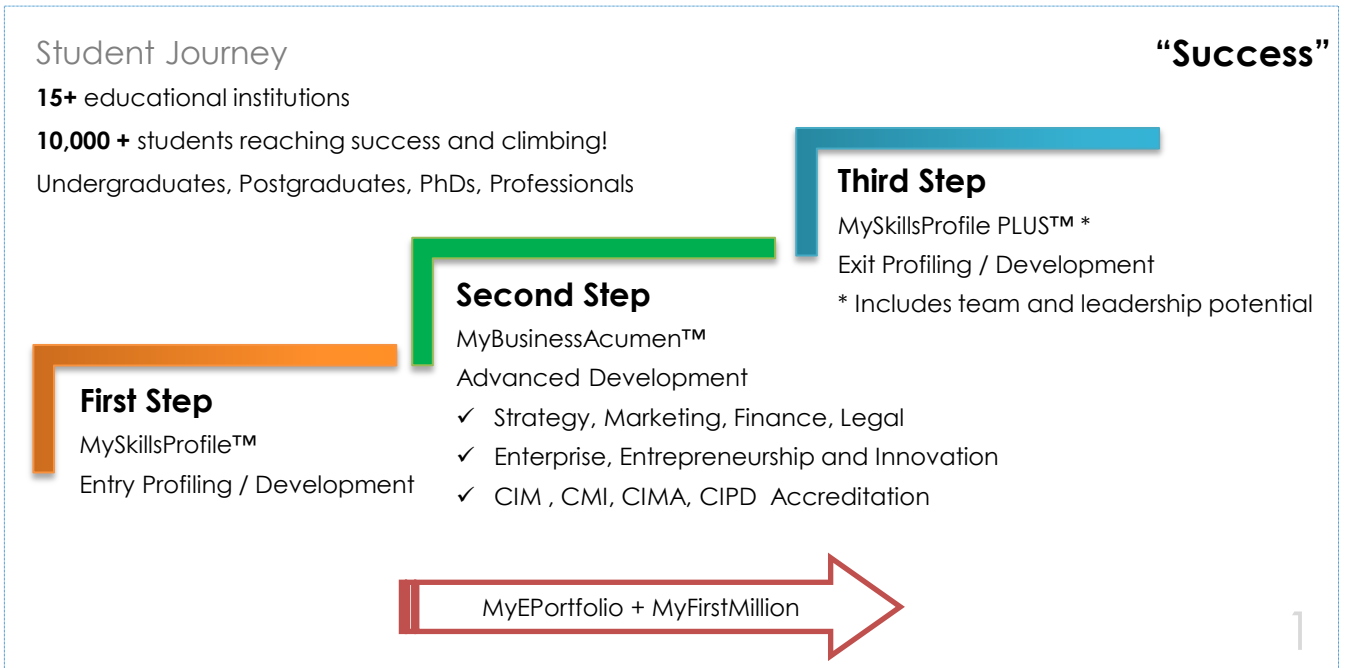 Student Journey
“Success”
15+ educational institutions
10,000 + students reaching success and climbing!
Undergraduates, Postgraduates, PhDs, Professionals
First Step
MySkillsProfile™
Entry Profiling / Development
Second Step
MyBusinessAcumen™
Advanced Development
✓ Strategy, Marketing, Finance, Legal
✓ Enterprise, Entrepreneurship and Innovation
✓ CIM , CMI, CIMA, CIPD Accreditation
Third Step
MySkillsProfile PLUS™ *
Exit Profiling / Development
* Includes team and leadership potential
MyEPortfolio + MyFirstMillion
1